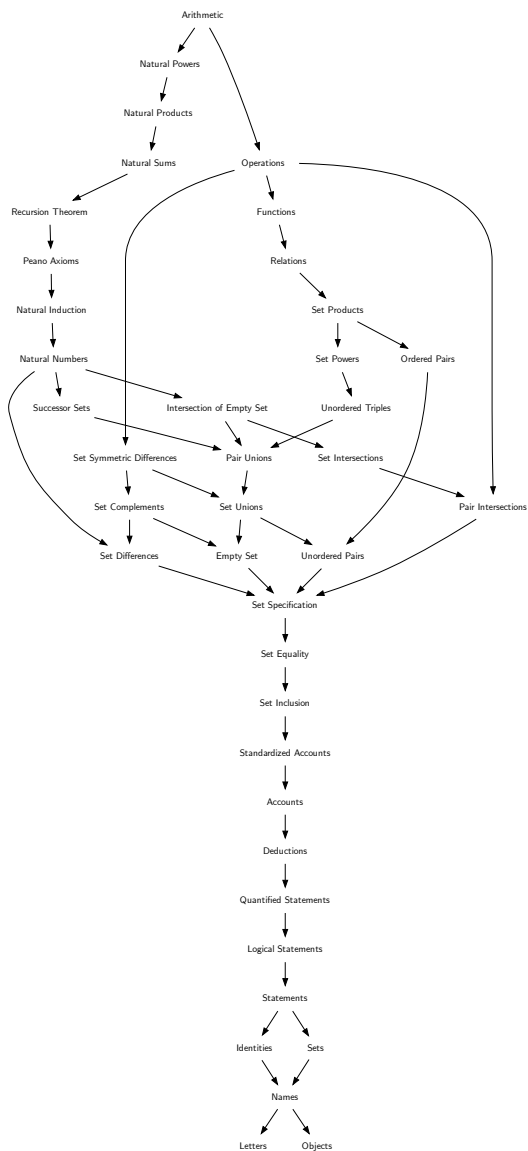 Arithmetic
Natural Powers
Natural Products
Natural Sums
Operations
Recursion Theorem
Functions
Peano Axioms
Relations
Natural Induction
Set Products
Natural Numbers
Set Powers
Ordered Pairs
Successor Sets
Intersection of Empty Set
Unordered Triples
Set Symmetric Differences
Pair Unions
Set Intersections
Set Complements
Set Unions
Pair Intersections
Set Differences
Empty Set
Unordered Pairs
Set Specification
Set Equality
Set Inclusion
Standardized Accounts
Accounts
Deductions
Quantified Statements
Logical Statements
Statements
Identities
Sets
Names
Letters
Objects